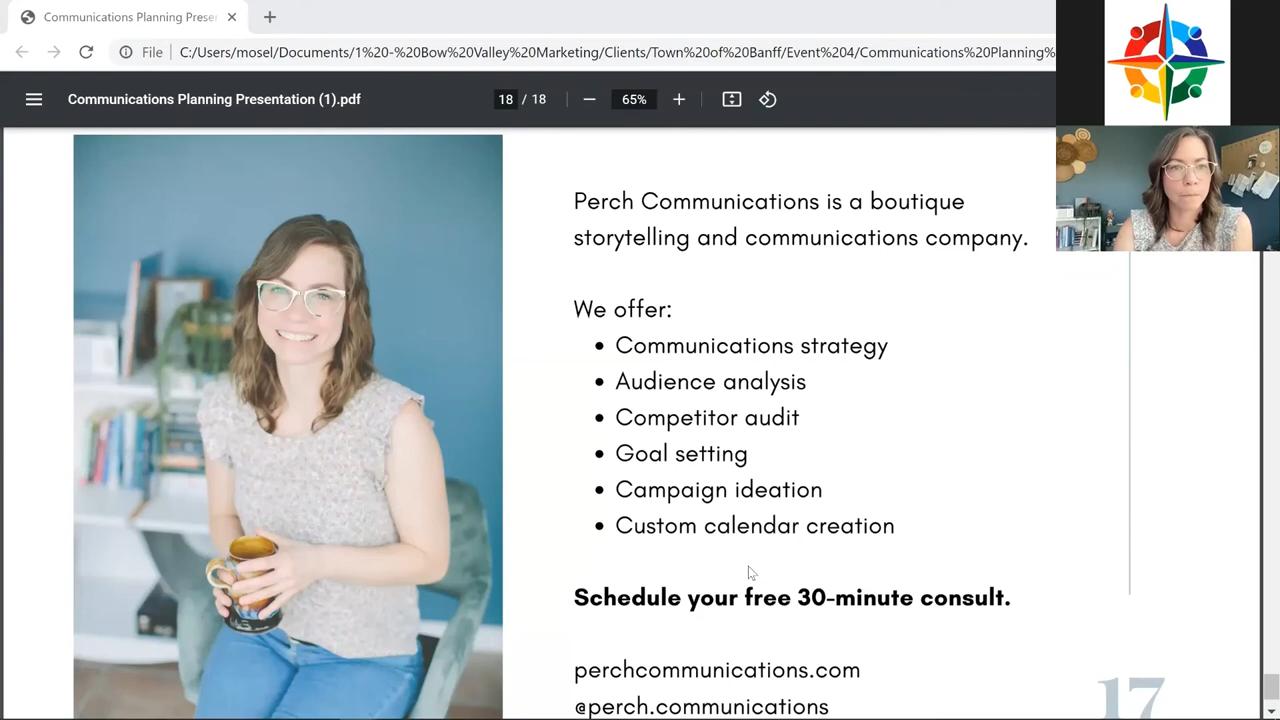 Communications Planning Prese
File
C:/Users/mosel/Documents/1%20-%20Bow%20Valley%20Marketing/Clients/Town%20of%20Banff/Event%204/Communications%20Planning%
Communications Planning Presentation (1).pdf
18 / 18
65%
Perch Communications is a boutique
storytelling and communications company.
We offer:
• Communications strategy
• Audience analysis
• Competitor audit
• Goal setting
• Campaign ideation
• Custom calendar creation
Schedule your free 30-minute consult.
perchcommunications.com
@perch.communications
17